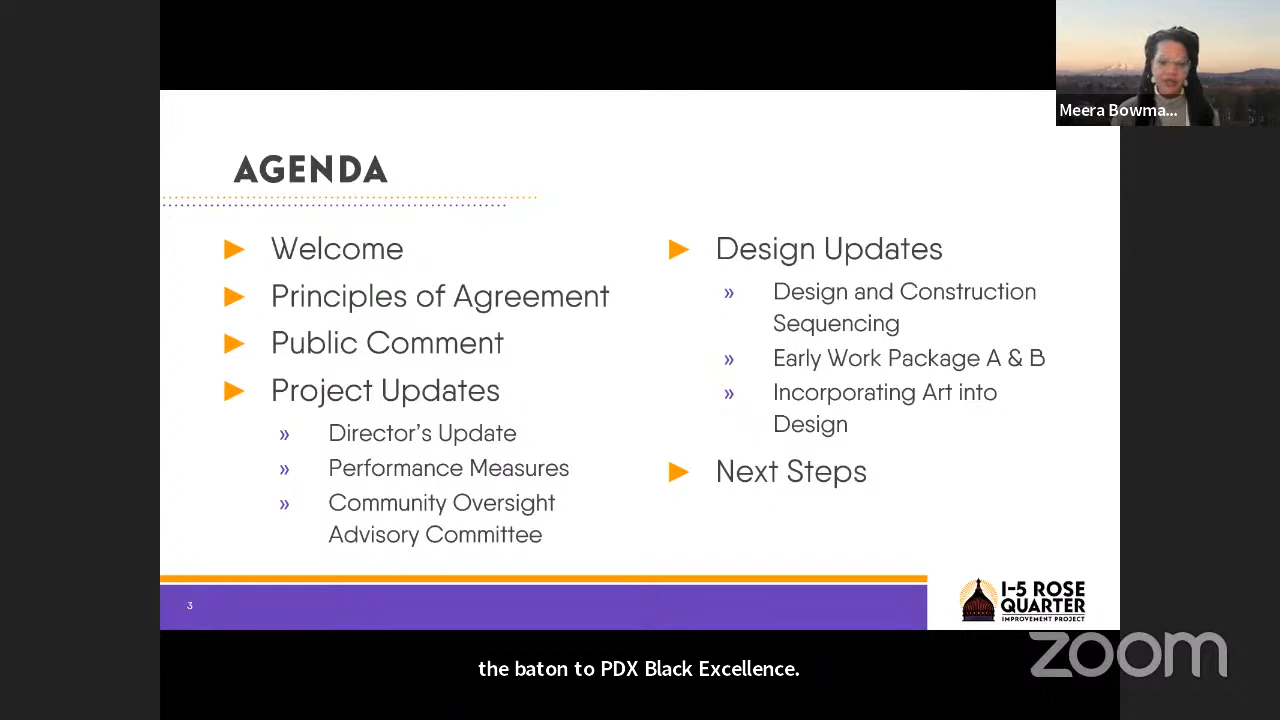 Meera Bowma...
AGENDA
Welcome
Principles of Agreement
Public Comment
Project Updates
» Director's Update
» Performance Measures
» Community Oversight
Advisory Committee
Design Updates
» Design and Construction
Sequencing
» Early Work Package A & B
» Incorporating Art into
Design
Next Steps
3
I-5 ROSE
QUARTER
IMPROVEMENT PROJECT
zoom
the baton to PDX Black Excellence.